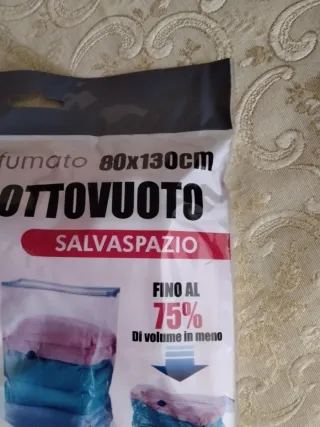 fumato 80x130cm
OTTOVUOTO
SALVASPAZIO
FINO AL
75%
Di volume in meno